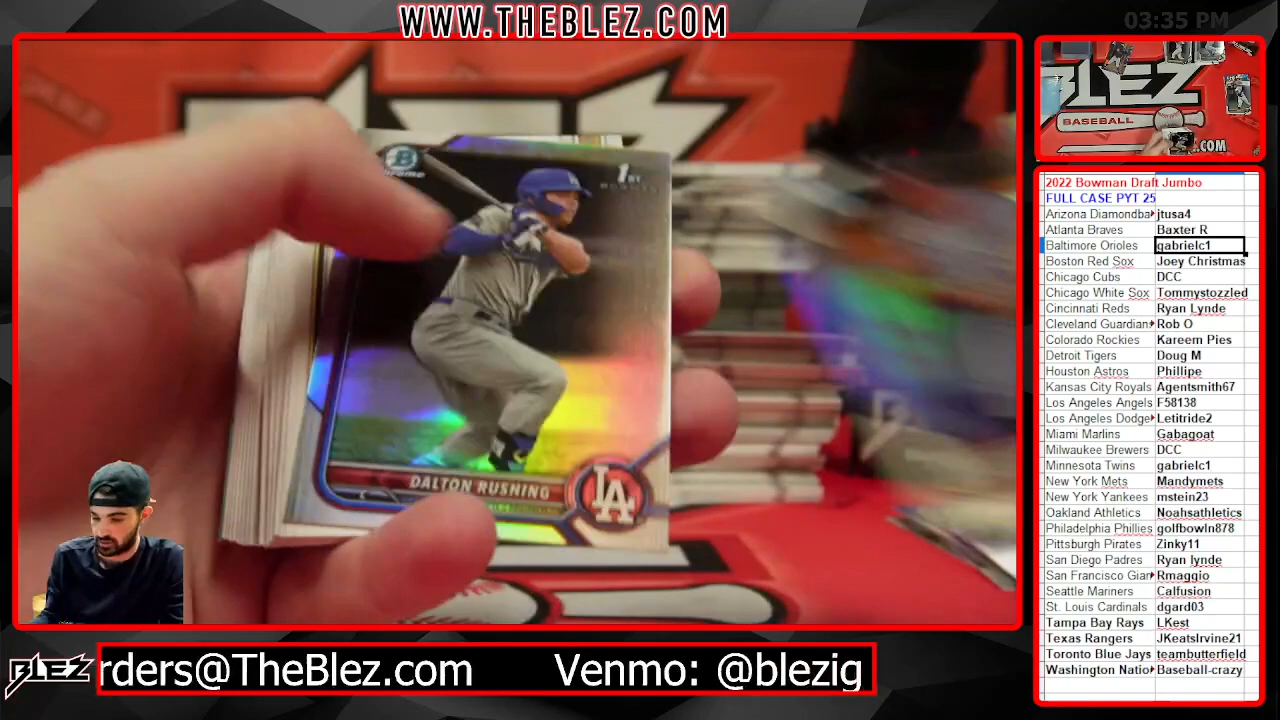 WWW.THEBLEZ.COM
03:35 PM
BLEZ
BASEBALL
.COM
1ST
DALTON RUSHING
LA
2022 Bowman Draft Jumbo
FULL CASE PYT 25
Arizona Diamondba jtusa4
Atlanta Braves Baxter R
Baltimore Orioles gabrielc1
Boston Red Sox Joey Christmas
Chicago Cubs DCC
Chicago White Sox Tommystozzled
Cincinnati Reds Ryan Lynde
Cleveland Guardian Rob O
Colorado Rockies Kareem Pies
Detroit Tigers Doug M
Houston Astros Phillipe
Kansas City Royals Agentsmith67
Los Angeles Angels F58138
Los Angeles Dodge Letitride2
Miami Marlins Gabagoat
Milwaukee Brewers DCC
Minnesota Twins gabrielc1
New York Mets Mandymets
New York Yankees mstein23
Oakland Athletics Noahsathletics
Philadelphia Phillies golfbowln878
Pittsburgh Pirates Zinky11
San Diego Padres Ryan lynde
San Francisco Gian Rmaggio
Seattle Mariners Calfusion
St. Louis Cardinals dgard03
Tampa Bay Rays LKest
Texas Rangers JKeatsIrvine21
Toronto Blue Jays teambutterfield
Washington Natio Baseball-crazy
BLEZ
rders@TheBlez.com Venmo: @blezig